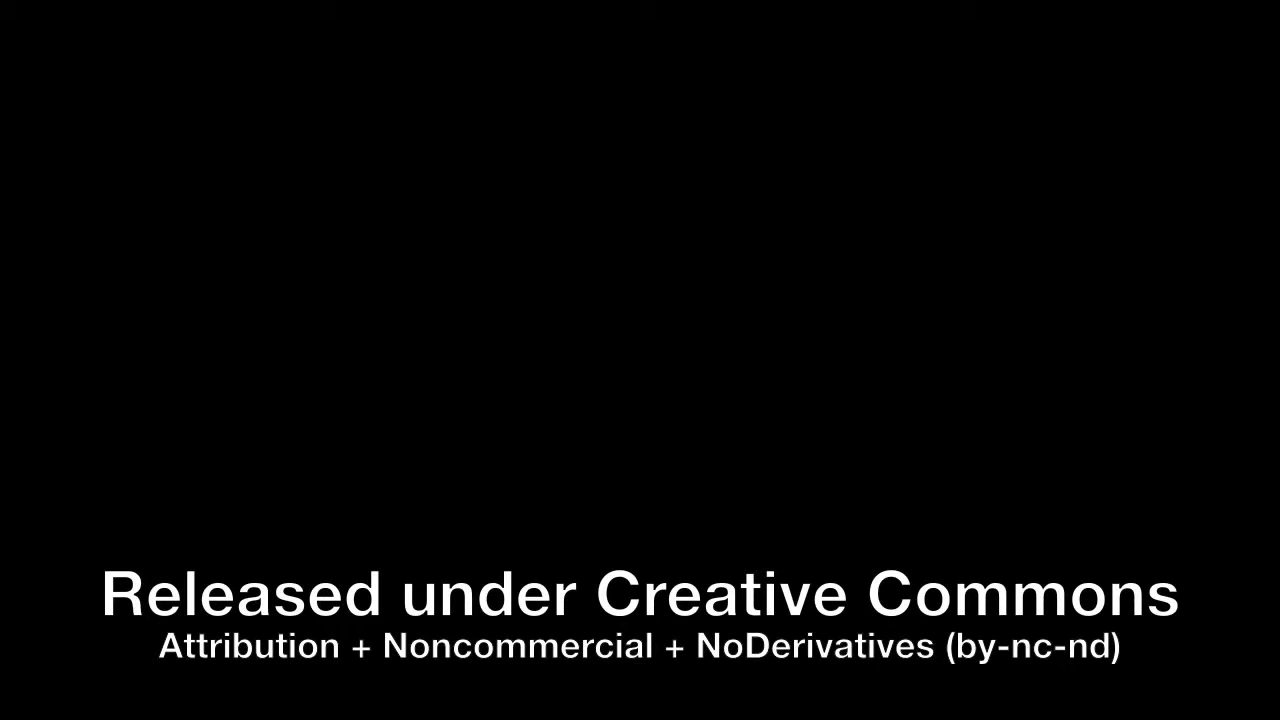 Released under Creative Commons
Attribution + Noncommercial + NoDerivatives (by-nc-nd)